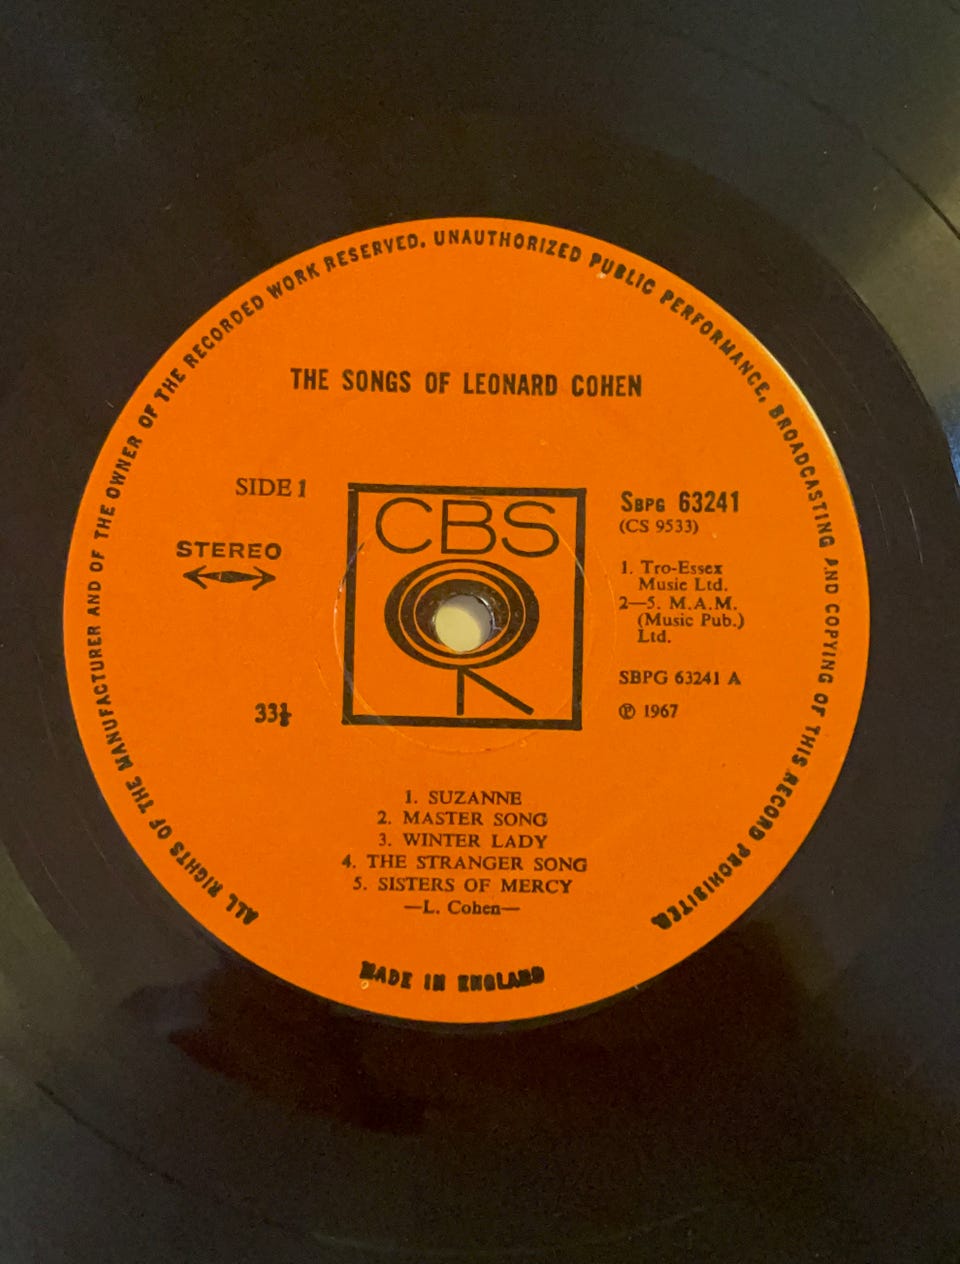 ALL RIGHTS OF THE MANUFACTURER AND OF THE OWNER OF THE RECORDED WORK RESERVED. UNAUTHORIZED PUBLIC PERFORMANCE, BROADCASTING AND COPYING OF THIS RECORD PROHIBITED.
THE SONGS OF LEONARD COHEN
SIDE 1
STEREO
33⅓
CBS
SBPG 63241
(CS 9533)
1. Tro-Essex
Music Ltd.
2—5. M.A.M.
(Music Pub.)
Ltd.
SBPG 63241 A
℗ 1967
1. SUZANNE
2. MASTER SONG
3. WINTER LADY
4. THE STRANGER SONG
5. SISTERS OF MERCY
—L. Cohen—
MADE IN ENGLAND